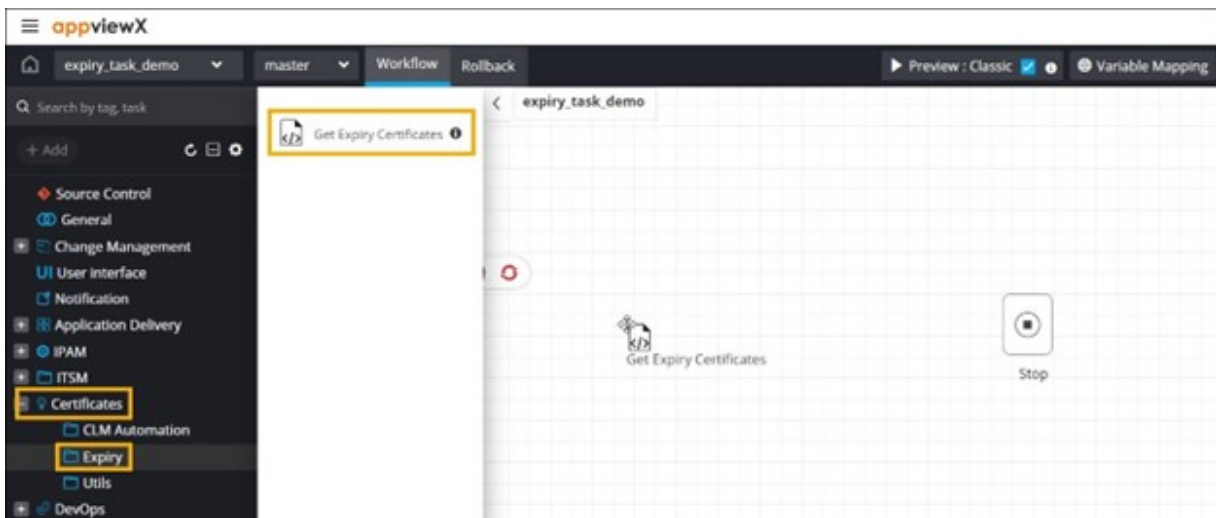 appviewX
expiry_task_demo
master
Workflow
Rollback
Preview : Classic
Variable Mapping
Search by tag, task
+ Add
Source Control
General
Change Management
UI User interface
Notification
Application Delivery
IPAM
ITSM
Certificates
CLM Automation
Expiry
Utils
DevOps
Get Expiry Certificates
expiry_task_demo
Get Expiry Certificates
Stop